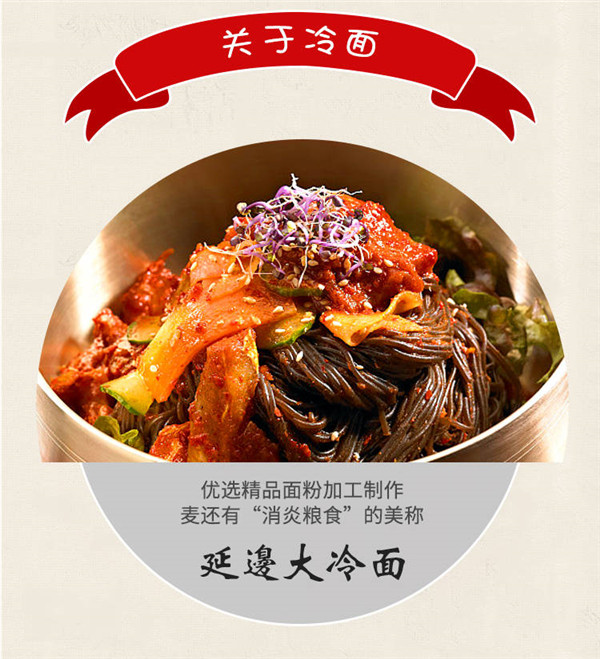 关于冷面
优选精品面粉加工制作
麦还有“消炎粮食”的美称
延邊大冷面